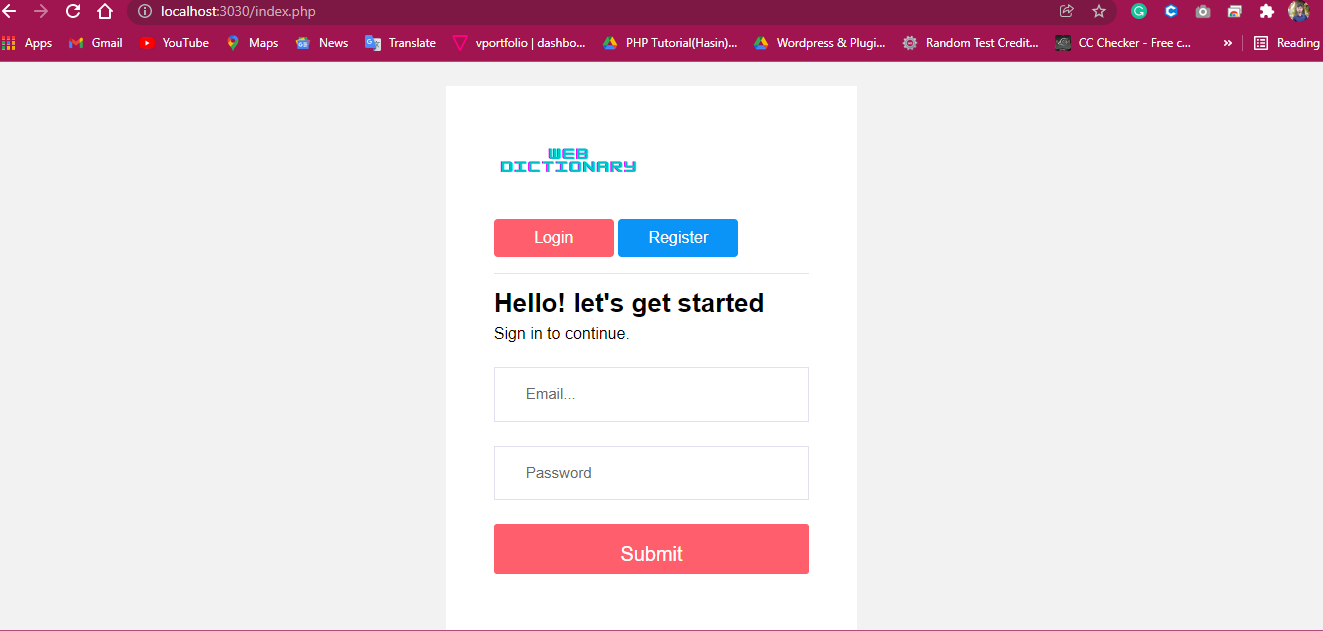 localhost:3030/index.php
Apps Gmail YouTube Maps News Translate vportfolio | dashbo... PHP Tutorial(Hasin)... Wordpress & Plugi... Random Test Credit... CC Checker - Free c... » Reading
WEB
DICTIONARY
Login Register
Hello! let's get started
Sign in to continue.
Email...
Password
Submit